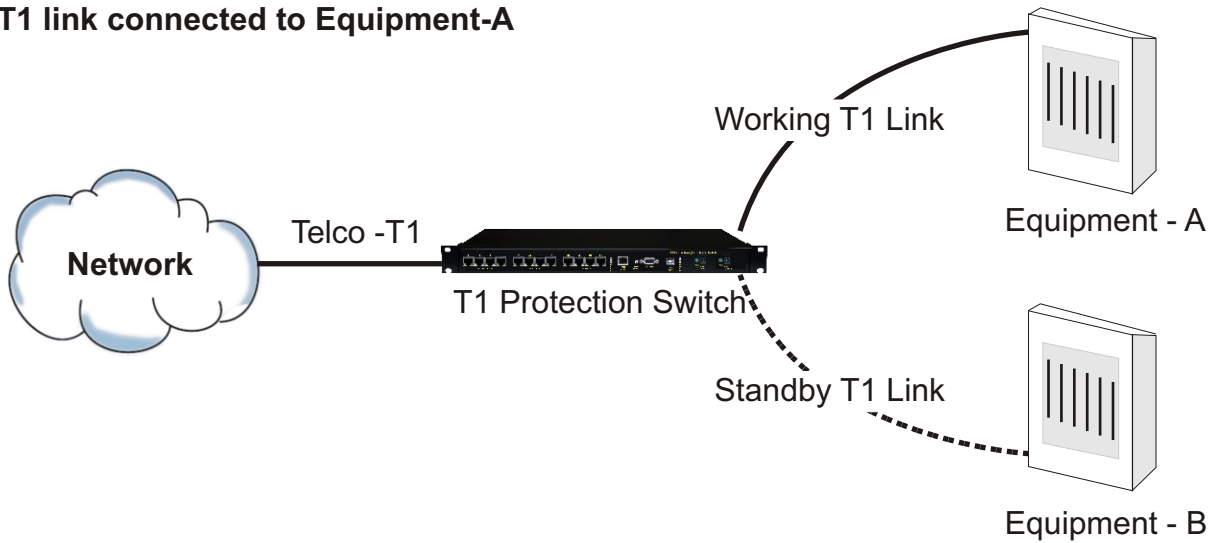 T1 link connected to Equipment-A
Working T1 Link
Equipment - A
Telco -T1
Network
T1 Protection Switch
Standby T1 Link
Equipment - B